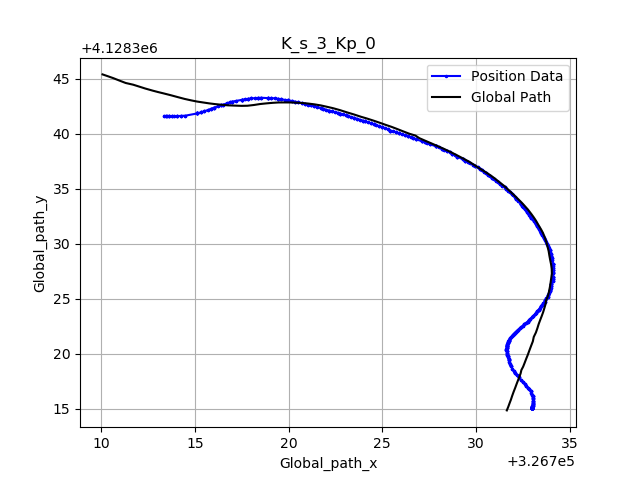 K_s_3_Kp_0
+4.1283e6
Position Data
Global Path
45
40
35
30
25
20
15
Global_path_y
10 15 20 25 30 35
Global_path_x
+3.267e5